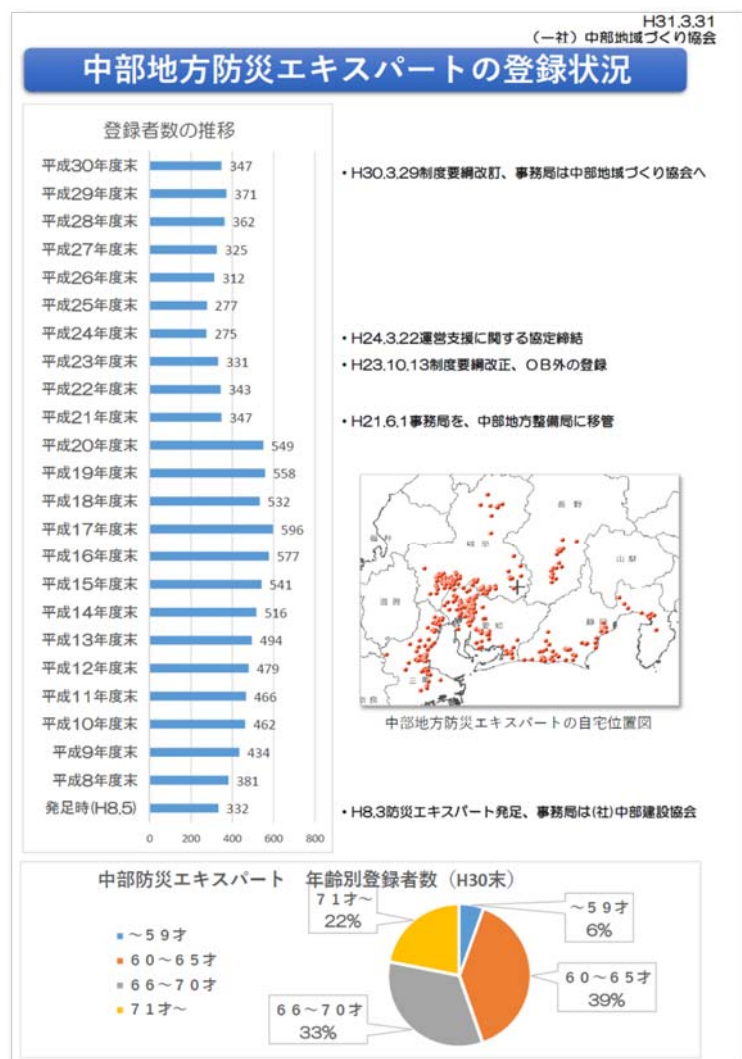 H31.3.31
（一社）中部地域づくり協会
中部地方防災エキスパートの登録状況
登録者数の推移
平成30年度末 347
・H30.3.29制度要綱改訂、事務局は中部地域づくり協会へ
平成29年度末 371
平成28年度末 362
平成27年度末 325
平成26年度末 312
平成25年度末 277
平成24年度末 275
・H24.3.22運営支援に関する協定締結
平成23年度末 331
・H23.10.13制度要綱改正、OB外の登録
平成22年度末 343
平成21年度末 347
・H21.6.1事務局を、中部地方整備局に移管
平成20年度末 549
平成19年度末 558
平成18年度末 532
平成17年度末 596
平成16年度末 577
平成15年度末 541
平成14年度末 516
平成13年度末 494
平成12年度末 479
平成11年度末 466
平成10年度末 462
平成9年度末 434
平成8年度末 381
発足時(H8.5) 332
0 200 400 600 800
長野
岐阜
山梨
滋賀
愛知
静岡
三重
中部地方防災エキスパートの自宅位置図
・H8.3防災エキスパート発足、事務局は(社)中部建設協会
中部防災エキスパート　年齢別登録者数（H30末）
～５９才
６０～６５才
６６～７０才
７１才～
７１才～
22%
～５９才
6%
６０～６５才
39%
６６～７０才
33%